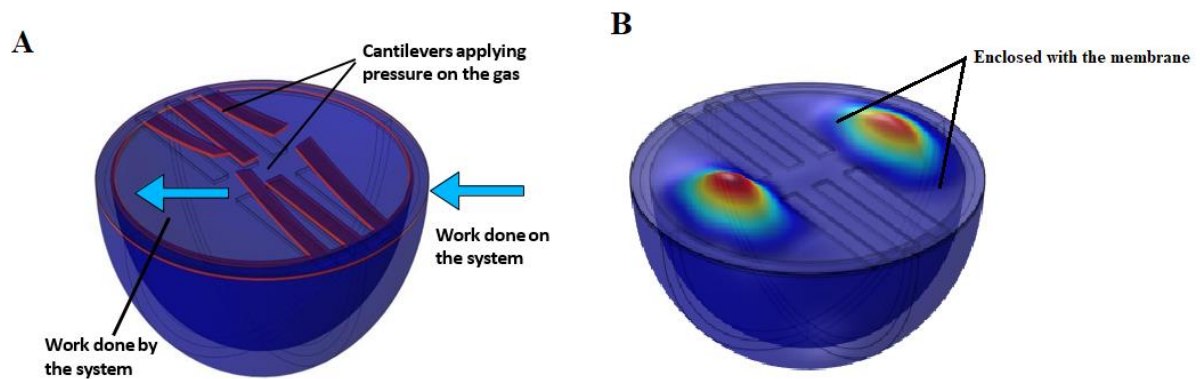 A
Cantilevers applying
pressure on the gas
Work done on
the system
Work done by
the system
B
Enclosed with the membrane